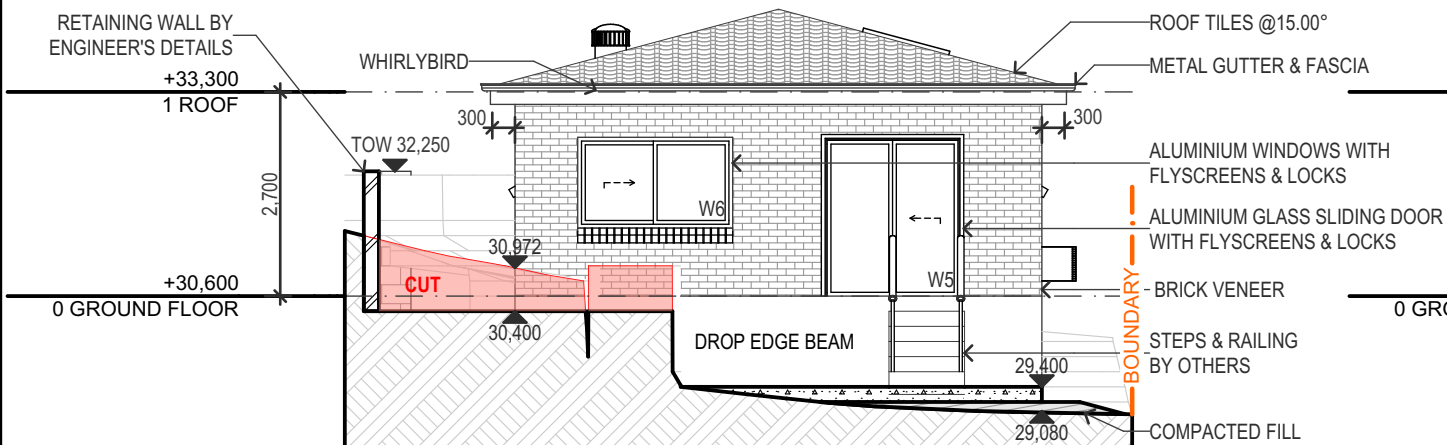 RETAINING WALL BY
ENGINEER'S DETAILS
+33,300
1 ROOF
WHIRLYBIRD
ROOF TILES @15.00°
METAL GUTTER & FASCIA
300
300
TOW 32,250
2,700
ALUMINIUM WINDOWS WITH
FLYSCREENS & LOCKS
W6
ALUMINIUM GLASS SLIDING DOOR
WITH FLYSCREENS & LOCKS
30,972
CUT
W5
+30,600
0 GROUND FLOOR
BRICK VENEER
0 GRO
30,400
DROP EDGE BEAM
STEPS & RAILING
BY OTHERS
BOUNDARY
29,400
29,080
COMPACTED FILL